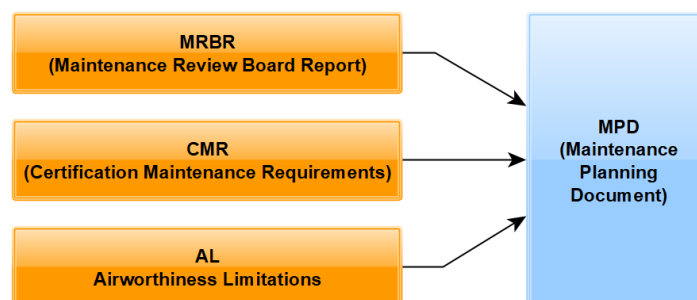 MRBR
(Maintenance Review Board Report)
CMR
(Certification Maintenance Requirements)
AL
Airworthiness Limitations
MPD
(Maintenance
Planning
Document)